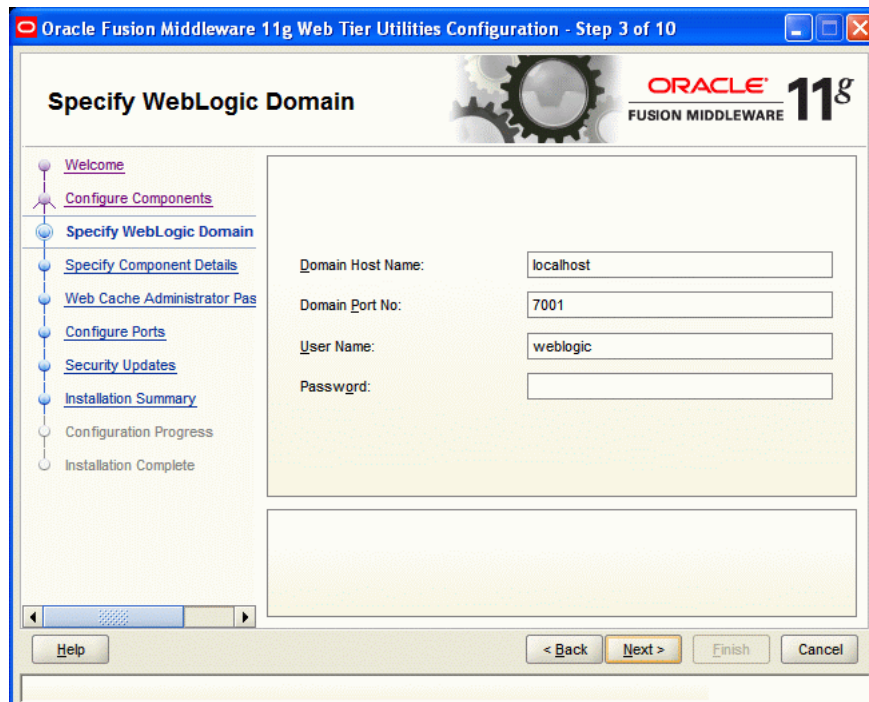 Oracle Fusion Middleware 11g Web Tier Utilities Configuration - Step 3 of 10
Specify WebLogic Domain
ORACLE
FUSION MIDDLEWARE
11g
Welcome
Configure Components
Specify WebLogic Domain
Specify Component Details
Web Cache Administrator Pas
Configure Ports
Security Updates
Installation Summary
Configuration Progress
Installation Complete
Domain Host Name: localhost
Domain Port No: 7001
User Name: weblogic
Password:
Help
< Back
Next >
Finish
Cancel